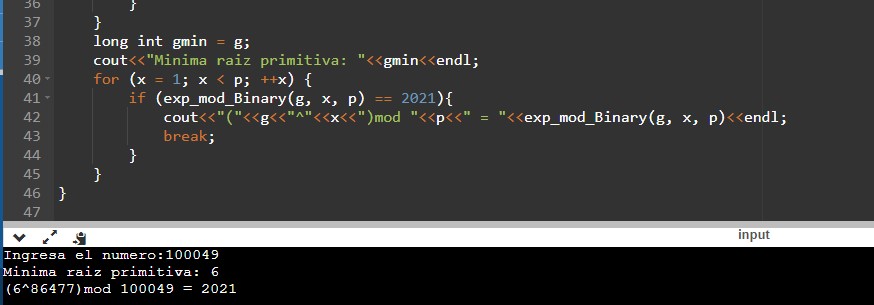 36 }
37 }
38 long int gmin = g;
39 cout<<"Minima raiz primitiva: "<<gmin<<endl;
40 for (x = 1; x < p; ++x) {
41 if (exp_mod_Binary(g, x, p) == 2021){
42 cout<<"("<<g<<"^"<<x<<")mod "<<p<<" = "<<exp_mod_Binary(g, x, p)<<endl;
43 break;
44 }
45 }
46 }
47
input
Ingresa el numero:100049
Minima raiz primitiva: 6
(6^86477)mod 100049 = 2021